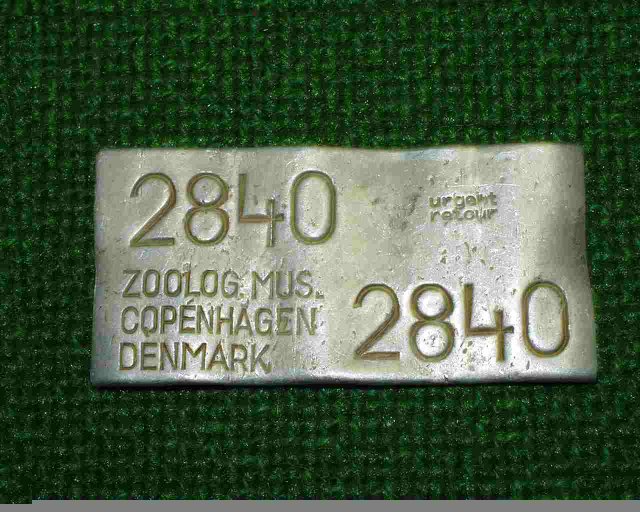 2840
urgent
retour
ZOOLOG. MUS.
COPENHAGEN
DENMARK
2840